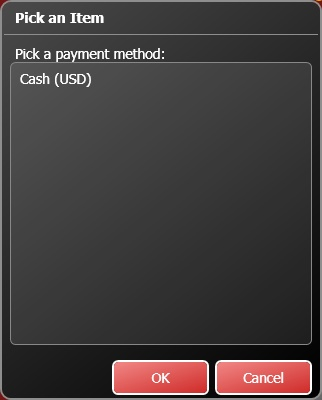 Pick an Item
Pick a payment method:
Cash (USD)
OK
Cancel